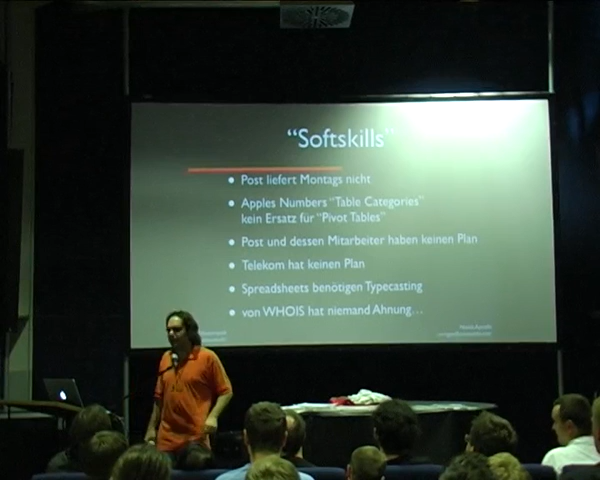 “Softskills”
• Post liefert Montags nicht
• Apples Numbers “Table Categories”
kein Ersatz für “Pivot Tables”
• Post und dessen Mitarbeiter haben keinen Plan
• Telekom hat keinen Plan
• Spreadsheets benötigen Typecasting
• von WHOIS hat niemand Ahnung...